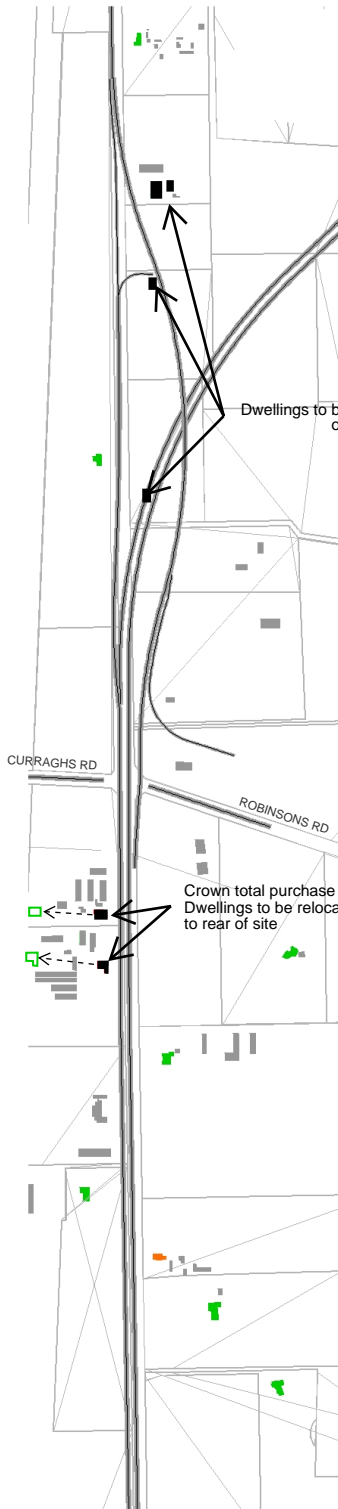 Dwellings to b
o
CURRAGHS RD
ROBINSONS RD
Crown total purchase
Dwellings to be reloca
to rear of site